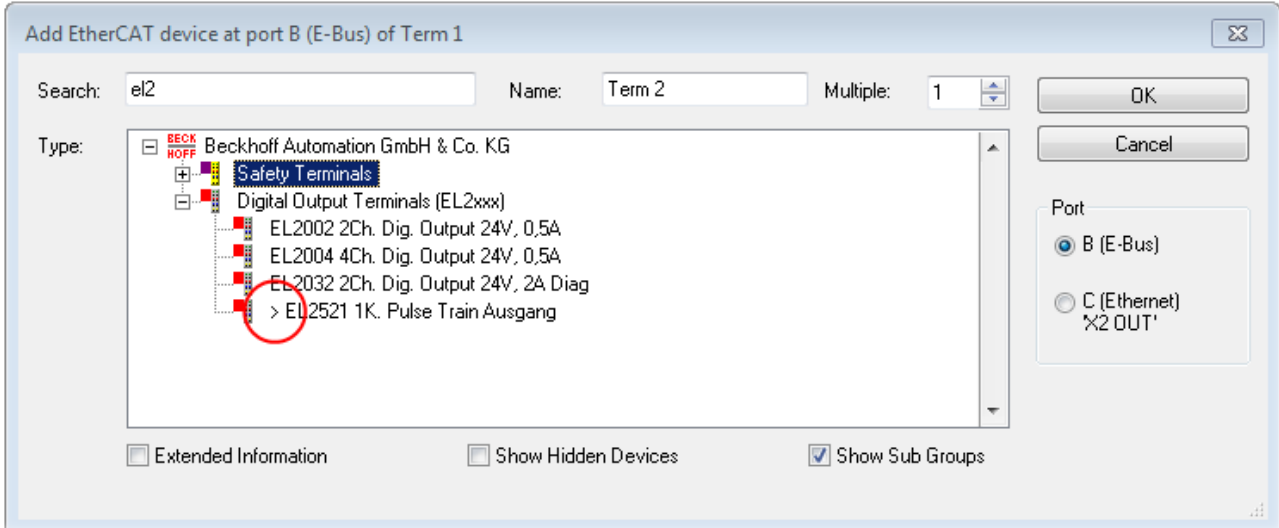 Add EtherCAT device at port B (E-Bus) of Term 1
Search: el2 Name: Term 2 Multiple: 1 OK
Type: BECKHOFF Beckhoff Automation GmbH & Co. KG Cancel
Safety Terminals
Digital Output Terminals (EL2xxx)
Port
EL2002 2Ch. Dig. Output 24V, 0,5A
B (E-Bus)
EL2004 4Ch. Dig. Output 24V, 0,5A
EL2032 2Ch. Dig. Output 24V, 2A Diag
> EL2521 1K. Pulse Train Ausgang
C (Ethernet)
'X2 OUT'
Extended Information Show Hidden Devices Show Sub Groups